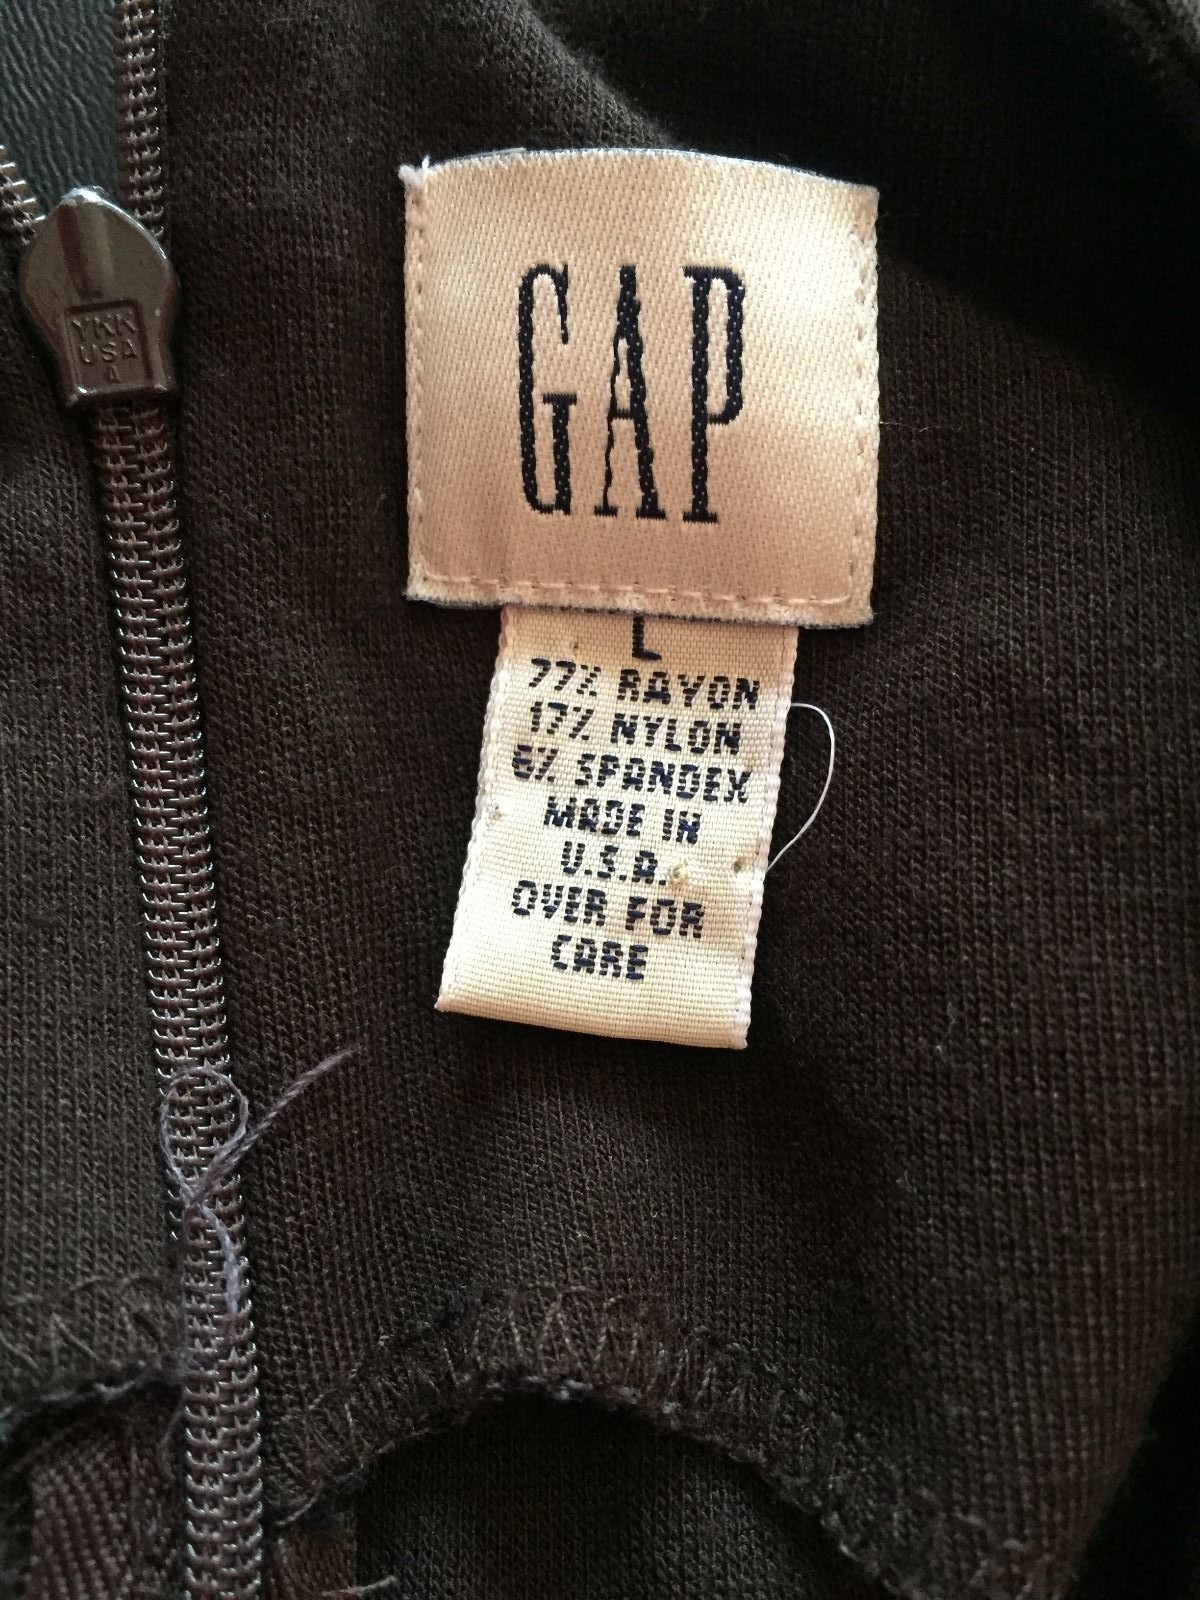 YKK
USA
GAP
L
77% RAYON
17% NYLON
6% SPANDEX
MADE IN
U.S.A.
OVER FOR
CARE